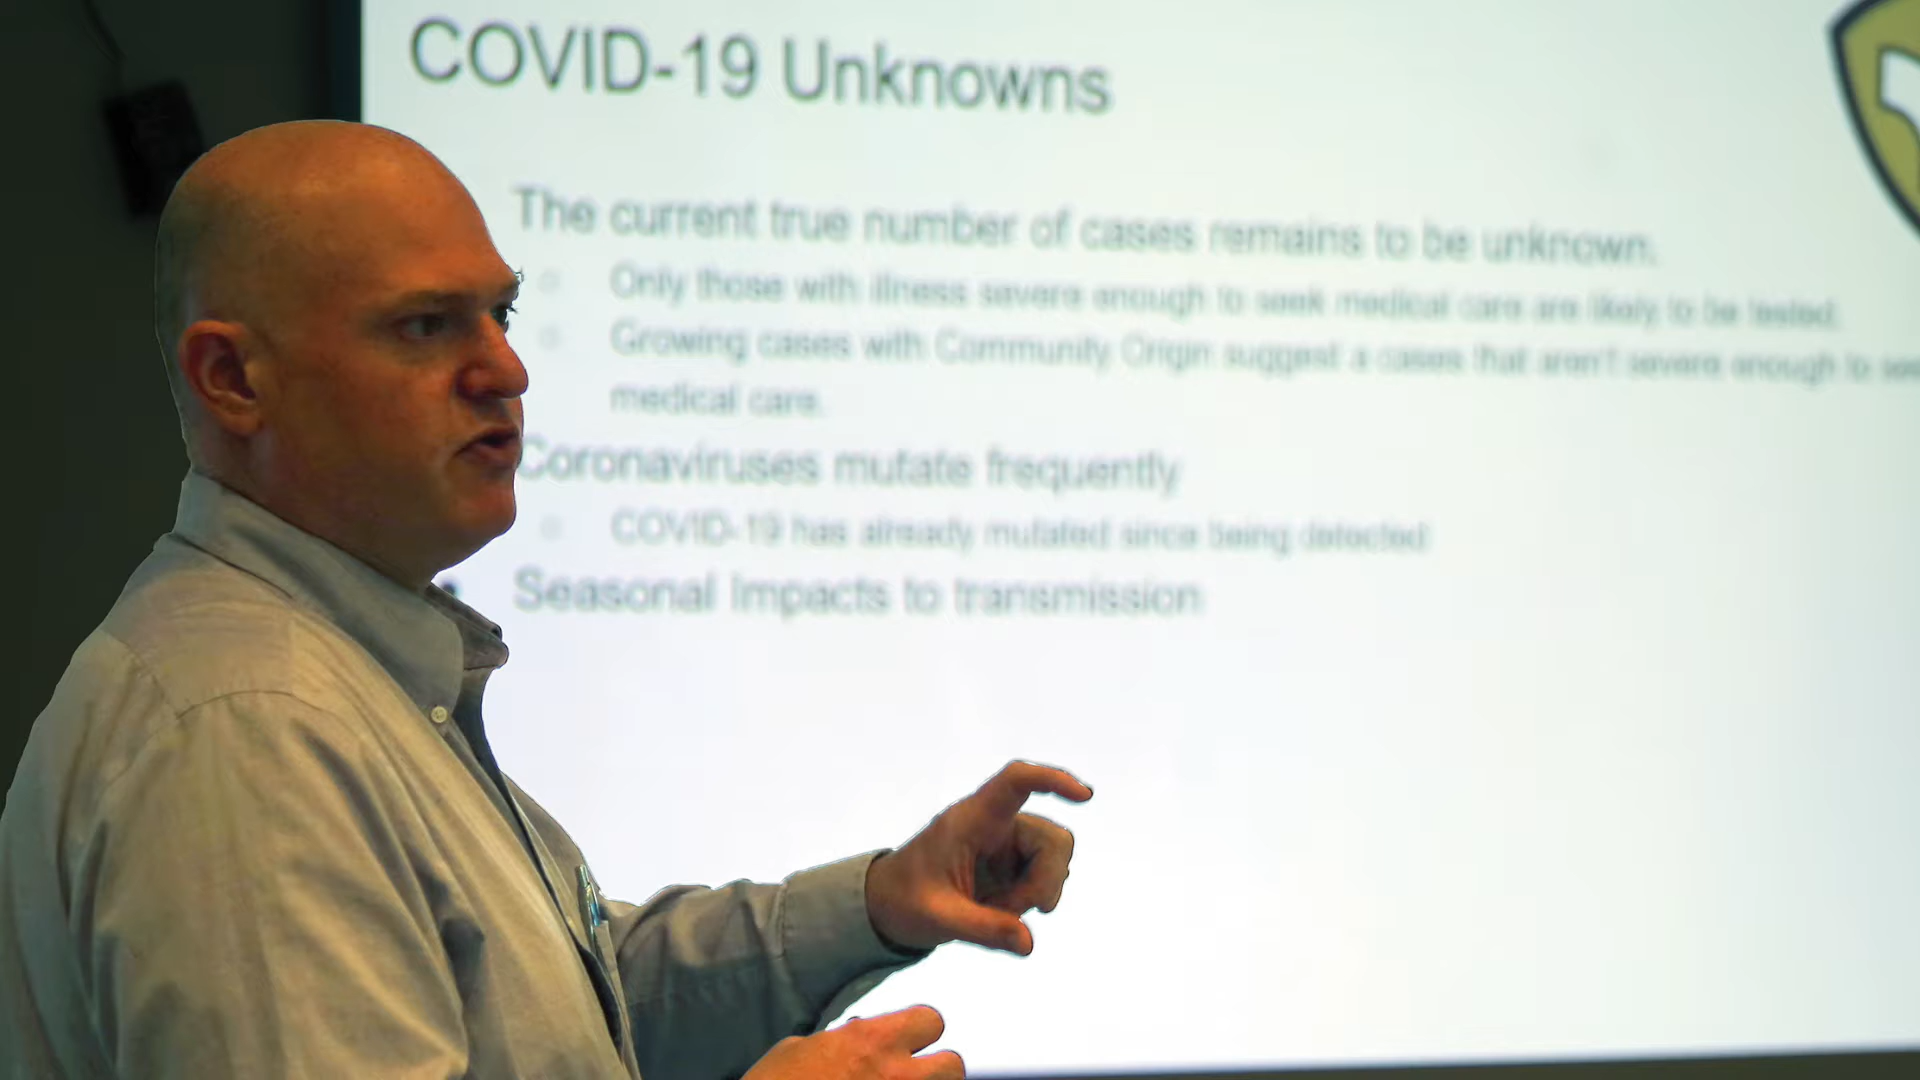 COVID-19 Unknowns
The current true number of cases remains to be unknown.
Only those with illness severe enough to seek medical care are likely to be tested.
Growing cases with Community Origin suggest a cases that aren't severe enough to
medical care.
Coronaviruses mutate frequently
COVID-19 has already mutated since being detected
Seasonal Impacts to transmission